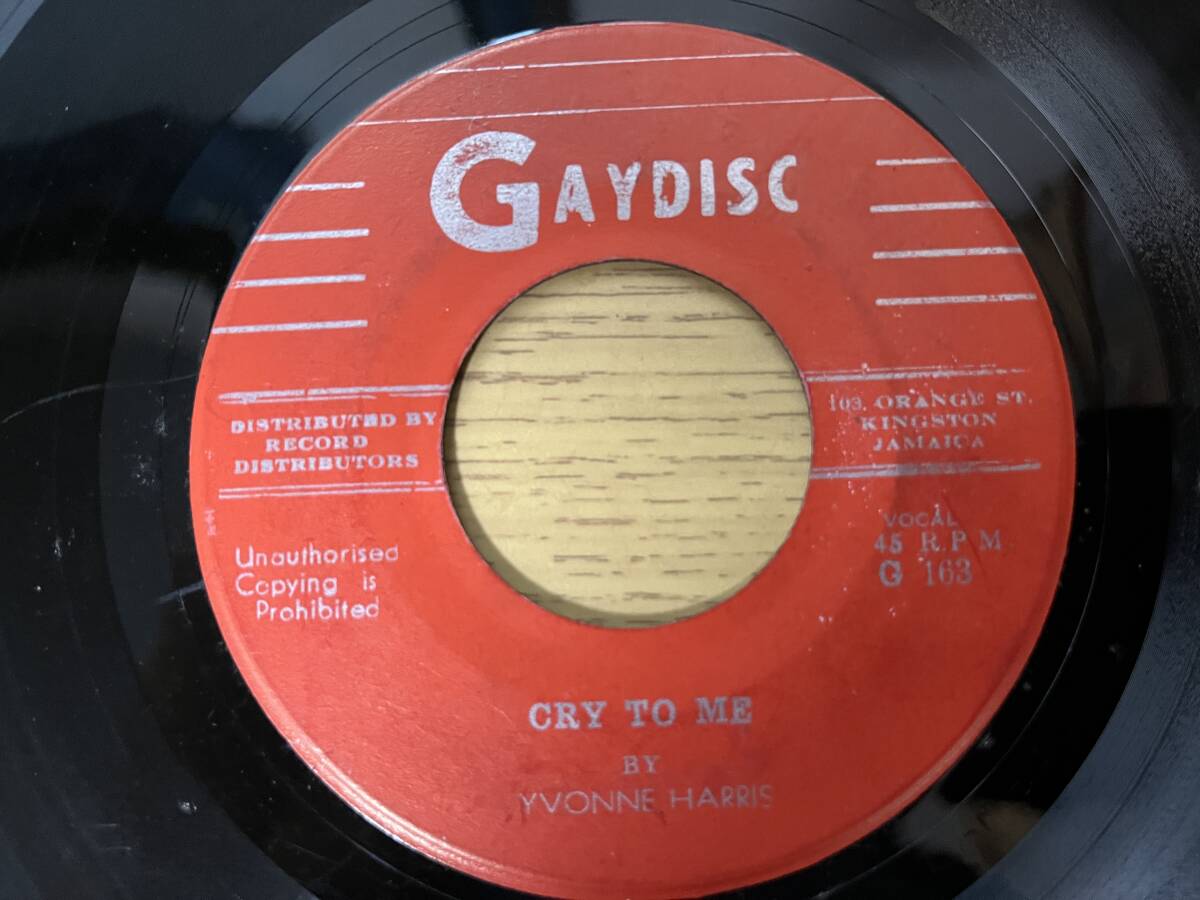 GAYDISC
DISTRIBUTED BY
RECORD
DISTRIBUTORS
103, ORANGE ST.
KINGSTON
JAMAICA
Unauthorised
Copying is
Prohibited
VOCAL
45 R.P M
G 163
CRY TO ME
BY
YVONNE HARRIS